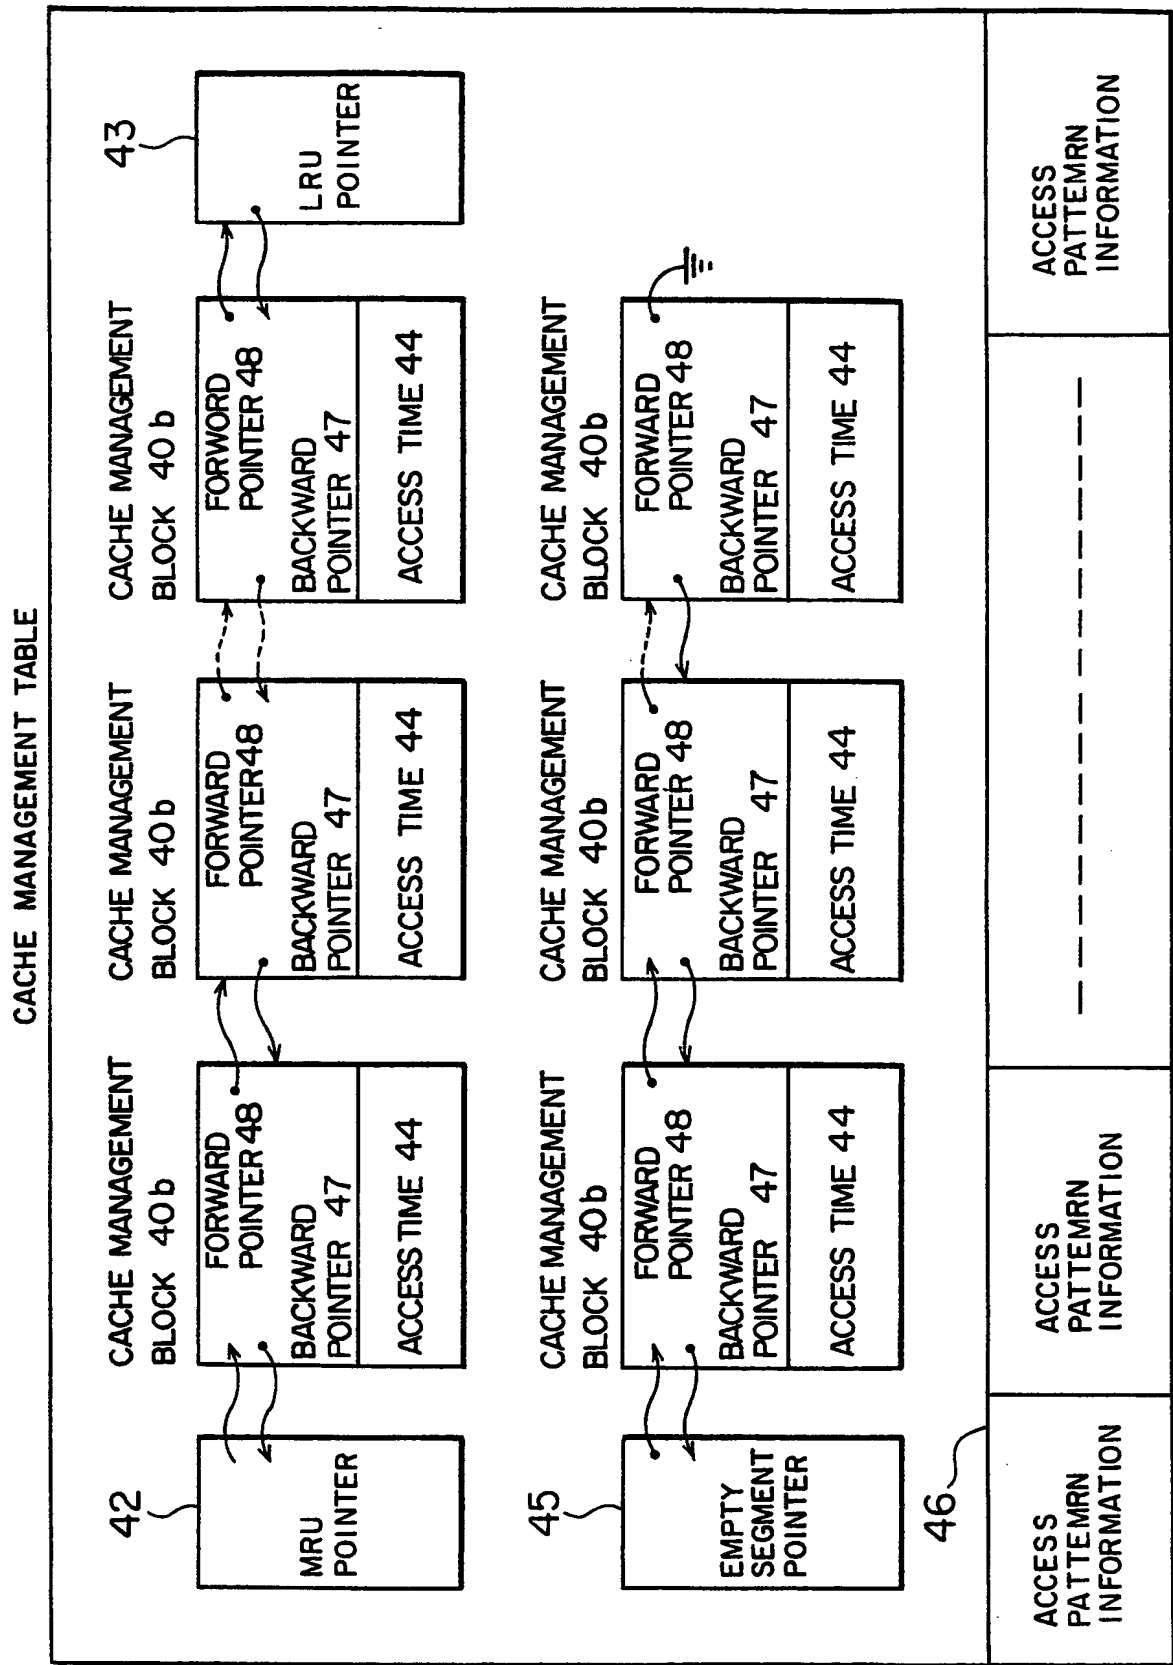 CACHE MANAGEMENT TABLE
42
MRU
POINTER
CACHE MANAGEMENT
BLOCK 40b
FORWARD
POINTER 48
BACKWARD
POINTER 47
ACCESS TIME 44
CACHE MANAGEMENT
BLOCK 40b
FORWARD
POINTER 48
BACKWARD
POINTER 47
ACCESS TIME 44
CACHE MANAGEMENT
BLOCK 40b
FORWORD
POINTER 48
BACKWARD
POINTER 47
ACCESS TIME 44
43
LRU
POINTER
45
EMPTY
SEGMENT
POINTER
CACHE MANAGEMENT
BLOCK 40b
FORWARD
POINTER 48
BACKWARD
POINTER 47
ACCESS TIME 44
CACHE MANAGEMENT
BLOCK 40b
FORWARD
POINTER 48
BACKWARD
POINTER 47
ACCESS TIME 44
CACHE MANAGEMENT
BLOCK 40b
FORWARD
POINTER 48
BACKWARD
POINTER 47
ACCESS TIME 44
46
ACCESS
PATTEMRN
INFORMATION
ACCESS
PATTEMRN
INFORMATION
ACCESS
PATTEMRN
INFORMATION